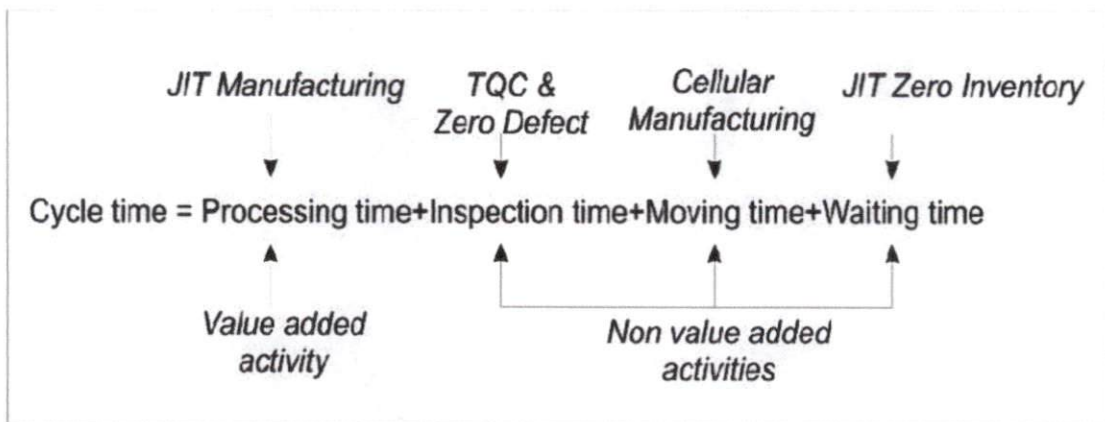 JIT Manufacturing
TQC &
Zero Defect
Cellular
Manufacturing
JIT Zero Inventory
Cycle time = Processing time+Inspection time+Moving time+Waiting time
Value added
activity
Non value added
activities